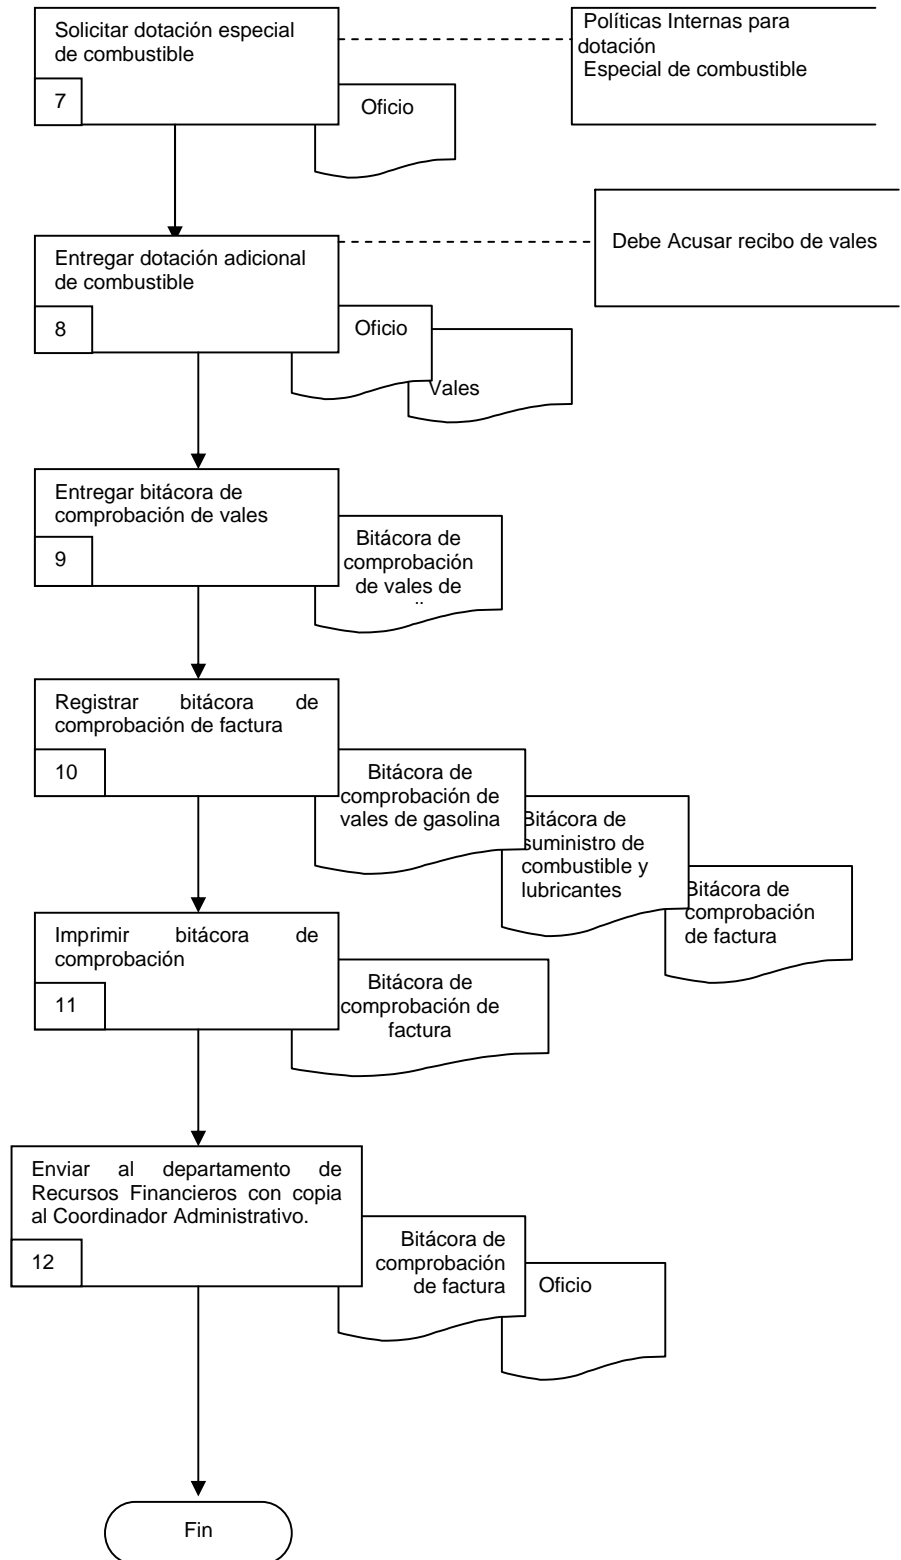 Solicitar dotación especial
de combustible
7
Oficio
Políticas Internas para
dotación
Especial de combustible
Entregar dotación adicional
de combustible
8
Oficio
Vales
Debe Acusar recibo de vales
Entregar bitácora de
comprobación de vales
9
Bitácora de
comprobación
de vales de
Registrar bitácora de
comprobación de factura
10
Bitácora de
comprobación de
vales de gasolina
Bitácora de
suministro de
combustible y
lubricantes
Bitácora de
comprobación
de factura
Imprimir bitácora de
comprobación
11
Bitácora de
comprobación de
factura
Enviar al departamento de
Recursos Financieros con copia
al Coordinador Administrativo.
12
Bitácora de
comprobación
de factura
Oficio
Fin